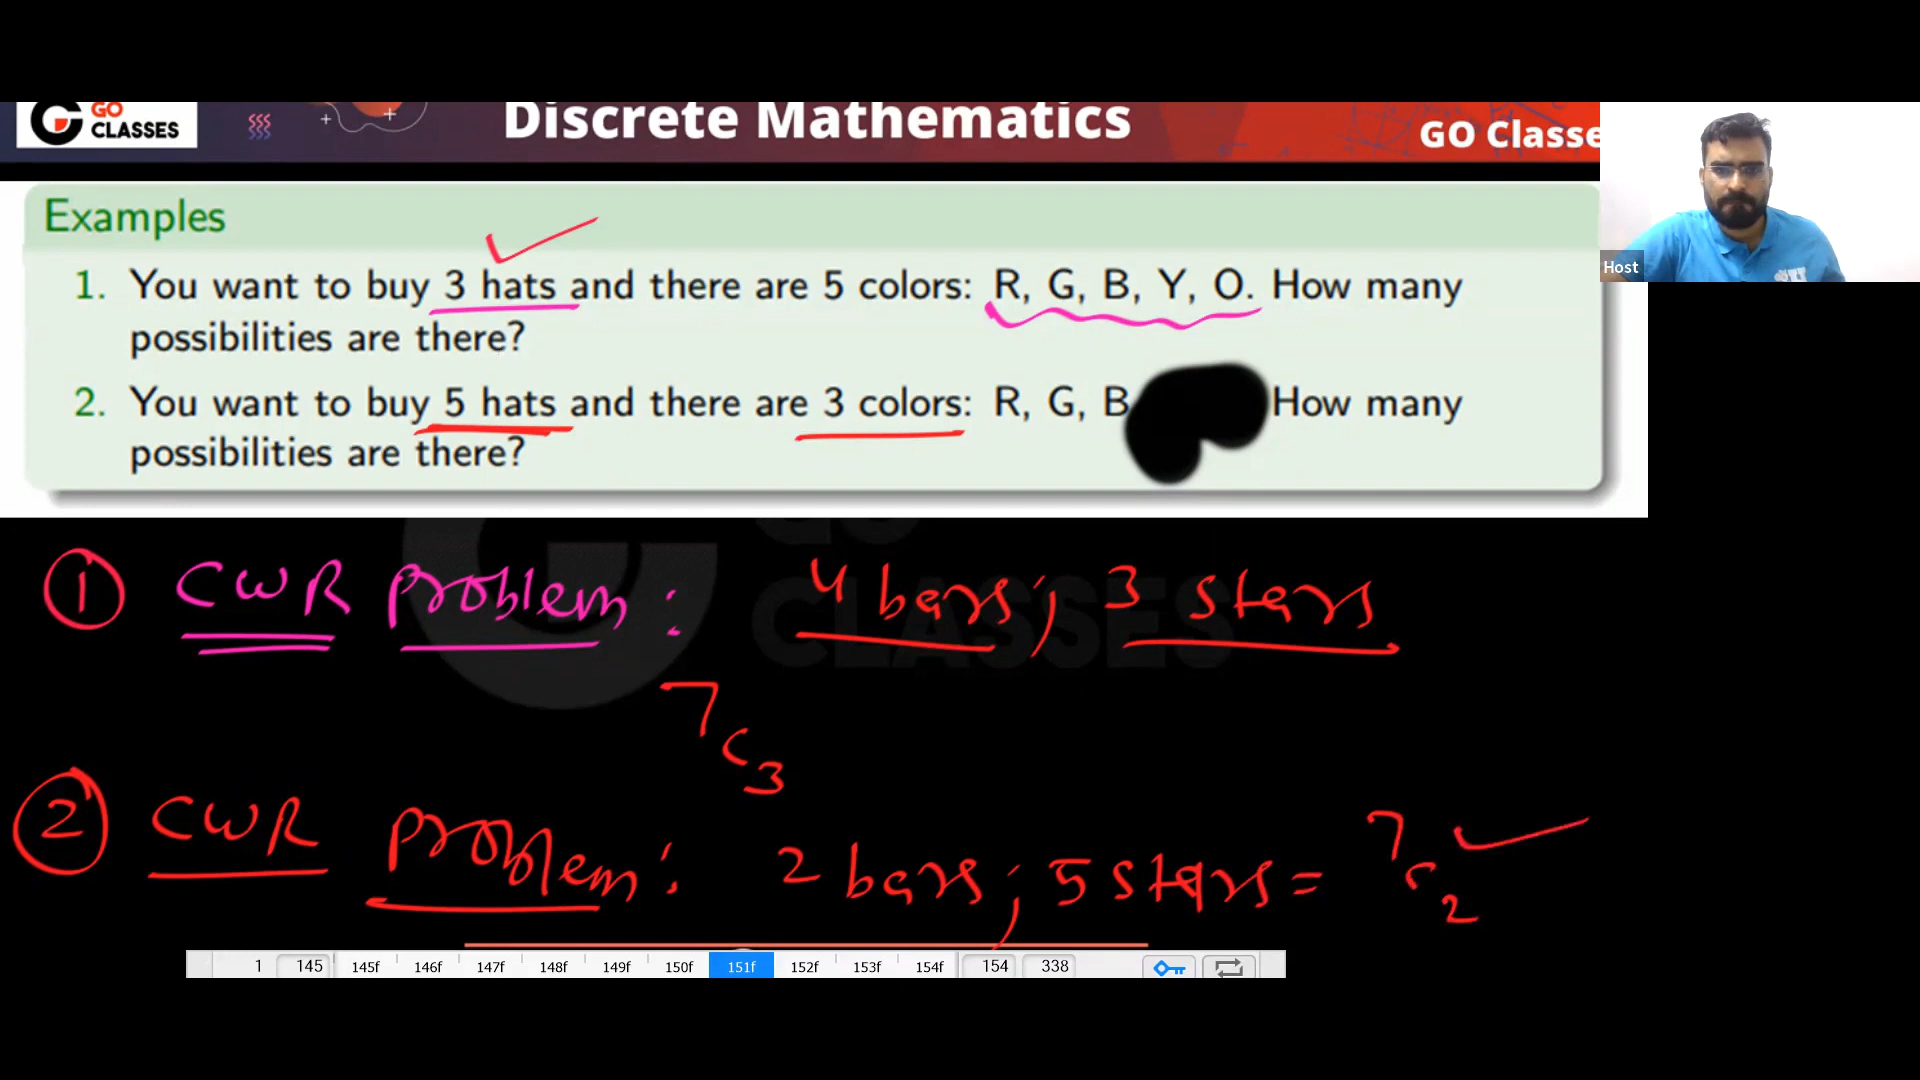 GO
CLASSES
Discrete Mathematics
GO Classe
Host
Examples
1. You want to buy 3 hats and there are 5 colors: R, G, B, Y, O. How many
possibilities are there?
2. You want to buy 5 hats and there are 3 colors: R, G, B How many
possibilities are there?
GO
CLASSES
① CWR Problem : 4 bars; 3 stars
7C3
② CWR Problem: 2 bars; 5 stars = 7C2
1 145 145f 146f 147f 148f 149f 150f 151f 152f 153f 154f 154 338